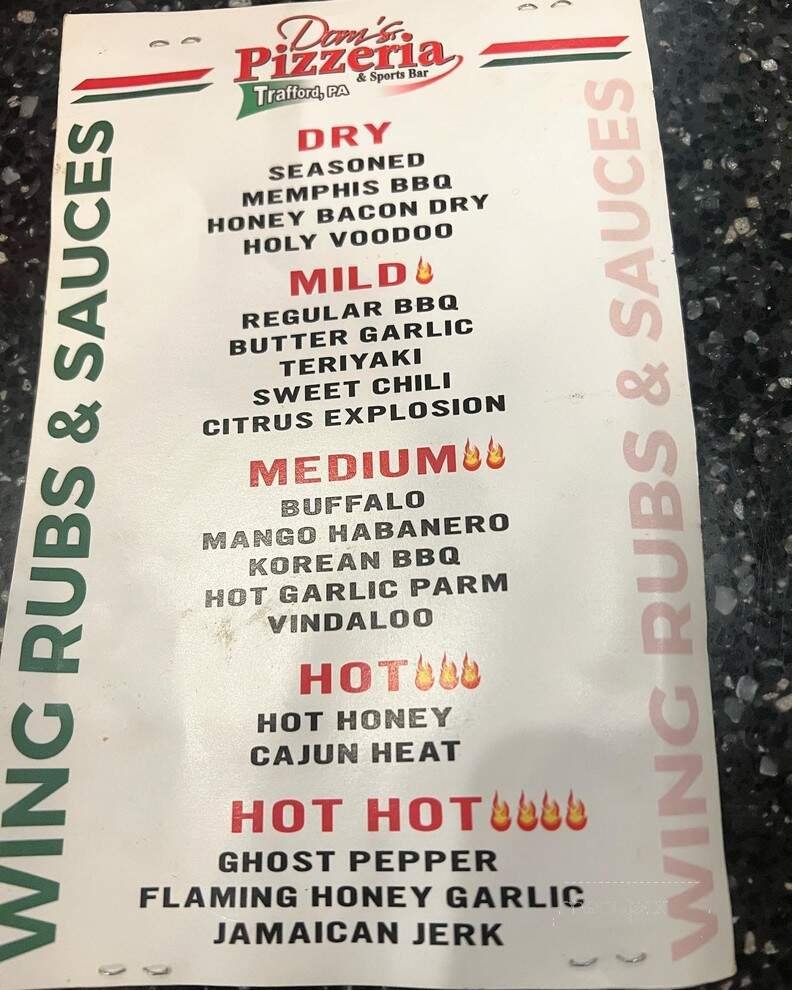 Dom's
Pizzeria
& Sports Bar
Trafford, PA
WING RUBS & SAUCES
DRY
SEASONED
MEMPHIS BBQ
HONEY BACON DRY
HOLY VOODOO
MILD
REGULAR BBQ
BUTTER GARLIC
TERIYAKI
SWEET CHILI
CITRUS EXPLOSION
MEDIUM
BUFFALO
MANGO HABANERO
KOREAN BBQ
HOT GARLIC PARM
VINDALOO
HOT
HOT HONEY
CAJUN HEAT
HOT HOT
GHOST PEPPER
FLAMING HONEY GARLIC
JAMAICAN JERK
WING RUBS & SAUCES